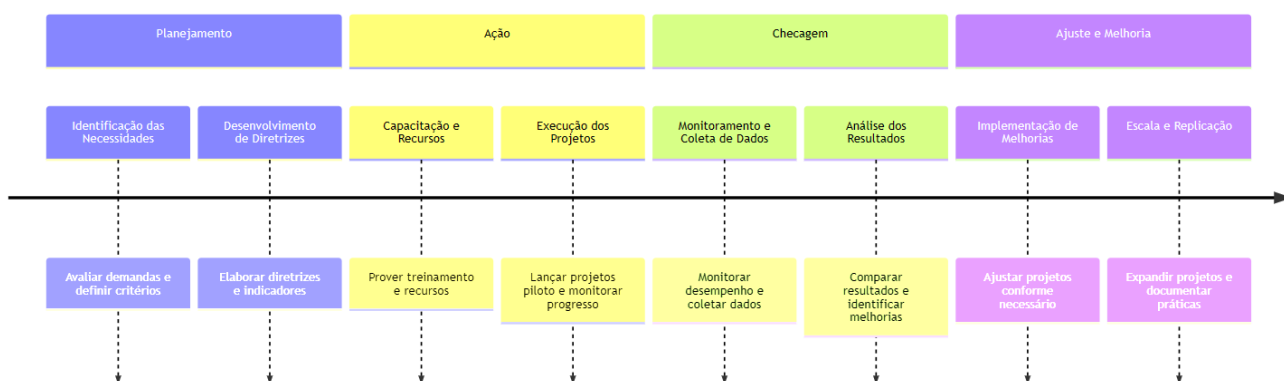 Planejamento
Ação
Checagem
Ajuste e Melhoria
Identificação das
Necessidades
Desenvolvimento
de Diretrizes
Capacitação e
Recursos
Execução dos
Projetos
Monitoramento e
Coleta de Dados
Análise dos
Resultados
Implementação de
Melhorias
Escala e Replicação
Avaliar demandas e
definir critérios
Elaborar diretrizes
e indicadores
Prover treinamento
e recursos
Lançar projetos
piloto e monitorar
progresso
Monitorar
desempenho e
coletar dados
Comparar
resultados e
identificar
melhorias
Ajustar projetos
conforme
necessário
Expandir projetos e
documentar
práticas